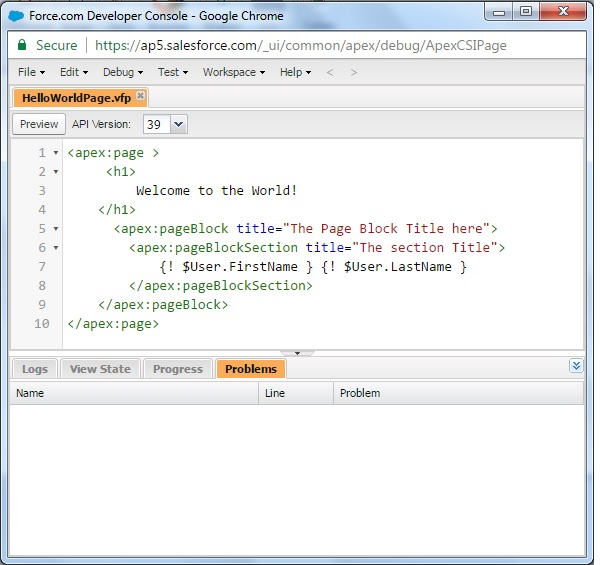 Force.com Developer Console - Google Chrome
Secure https://ap5.salesforce.com/_ui/common/apex/debug/ApexCSIPage
File Edit Debug Test Workspace Help < >
HelloWorldPage.vfp
Preview API Version: 39
1 <apex:page >
2 <h1>
3 Welcome to the World!
4 </h1>
5 <apex:pageBlock title="The Page Block Title here">
6 <apex:pageBlockSection title="The section Title">
7 {! $User.FirstName } {! $User.LastName }
8 </apex:pageBlockSection>
9 </apex:pageBlock>
10 </apex:page>
Logs View State Progress Problems
Name Line Problem